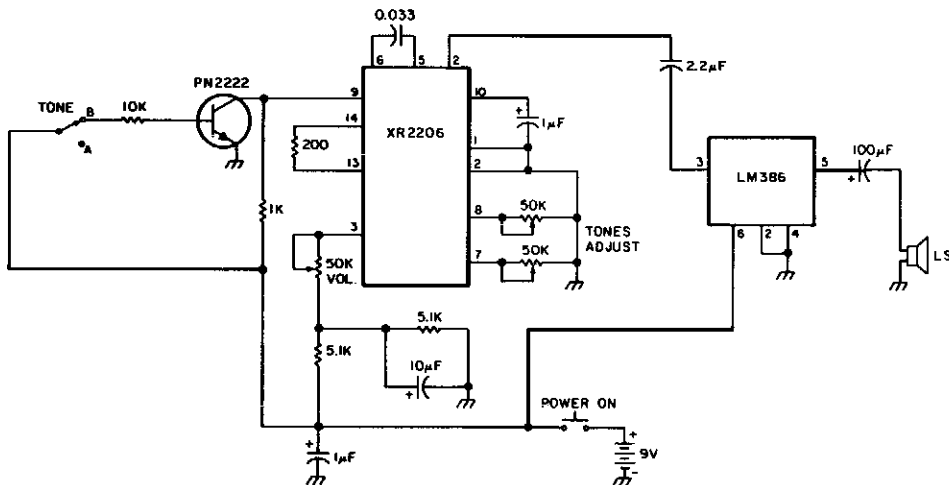 0.033
6
5
2
2.2µF
PN2222
TONE
B
A
10K
9
14
200
13
XR2206
10
+
1µF
1
2
3
LM386
5
100µF
+
6
2
4
LS
1K
3
50K
VOL.
8
50K
7
50K
TONES
ADJUST
5.1K
5.1K
10µF
+
POWER ON
+
1µF
+
9V
-